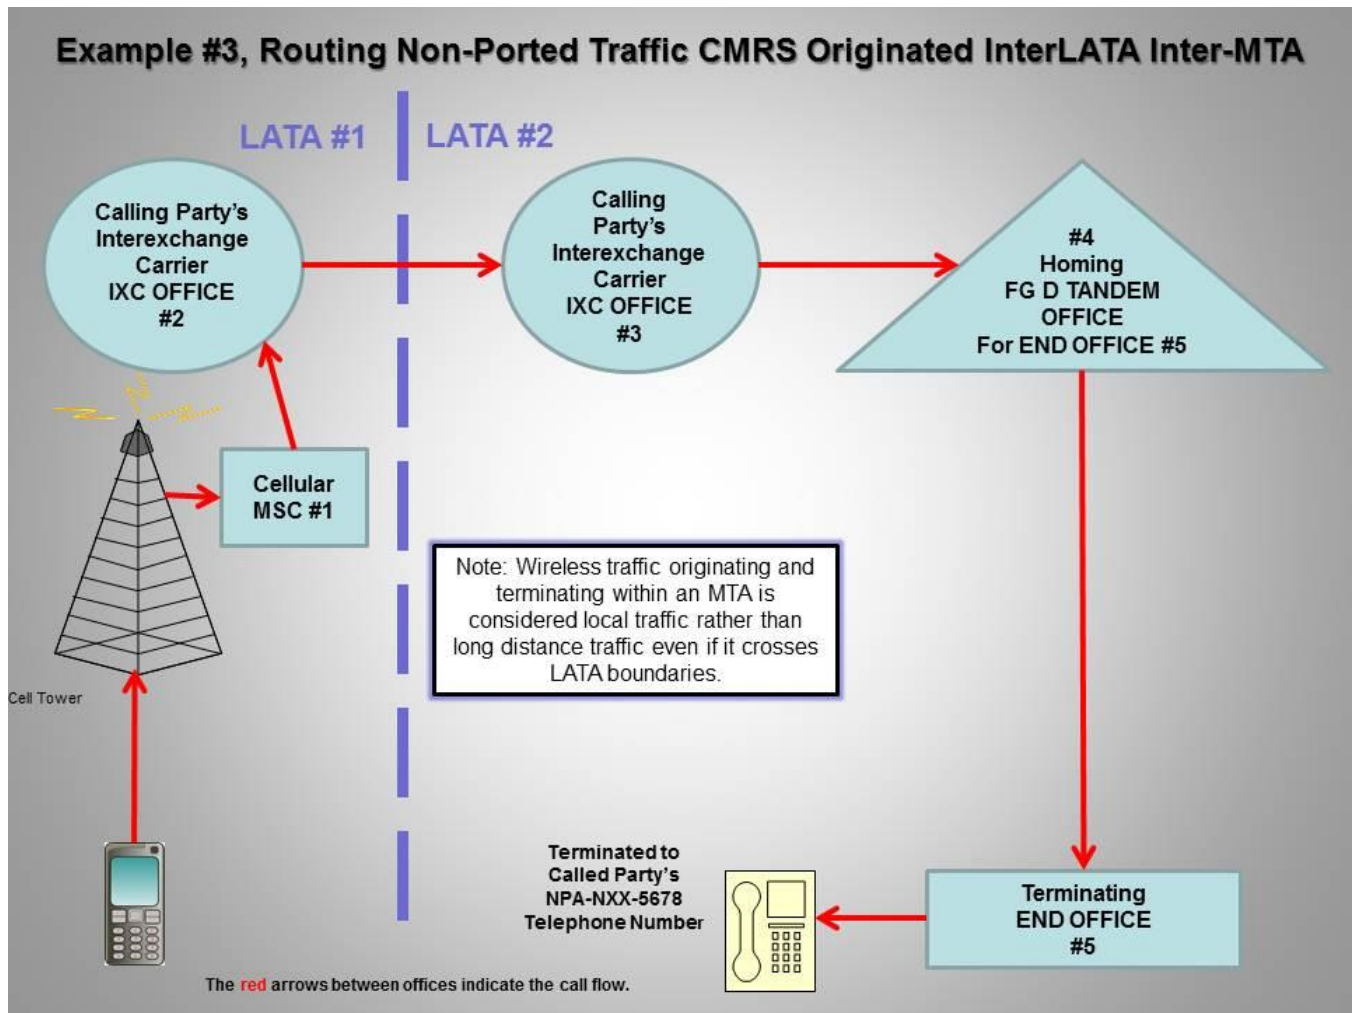 Example #3, Routing Non-Ported Traffic CMRS Originated InterLATA Inter-MTA
LATA #1
LATA #2
Calling Party's
Interexchange
Carrier
IXC OFFICE
#2
Calling
Party's
Interexchange
Carrier
IXC OFFICE
#3
#4
Homing
FG D TANDEM
OFFICE
For END OFFICE #5
Cellular
MSC #1
Note: Wireless traffic originating and
terminating within an MTA is
considered local traffic rather than
long distance traffic even if it crosses
LATA boundaries.
Cell Tower
Terminated to
Called Party's
NPA-NXX-5678
Telephone Number
Terminating
END OFFICE
#5
The red arrows between offices indicate the call flow.